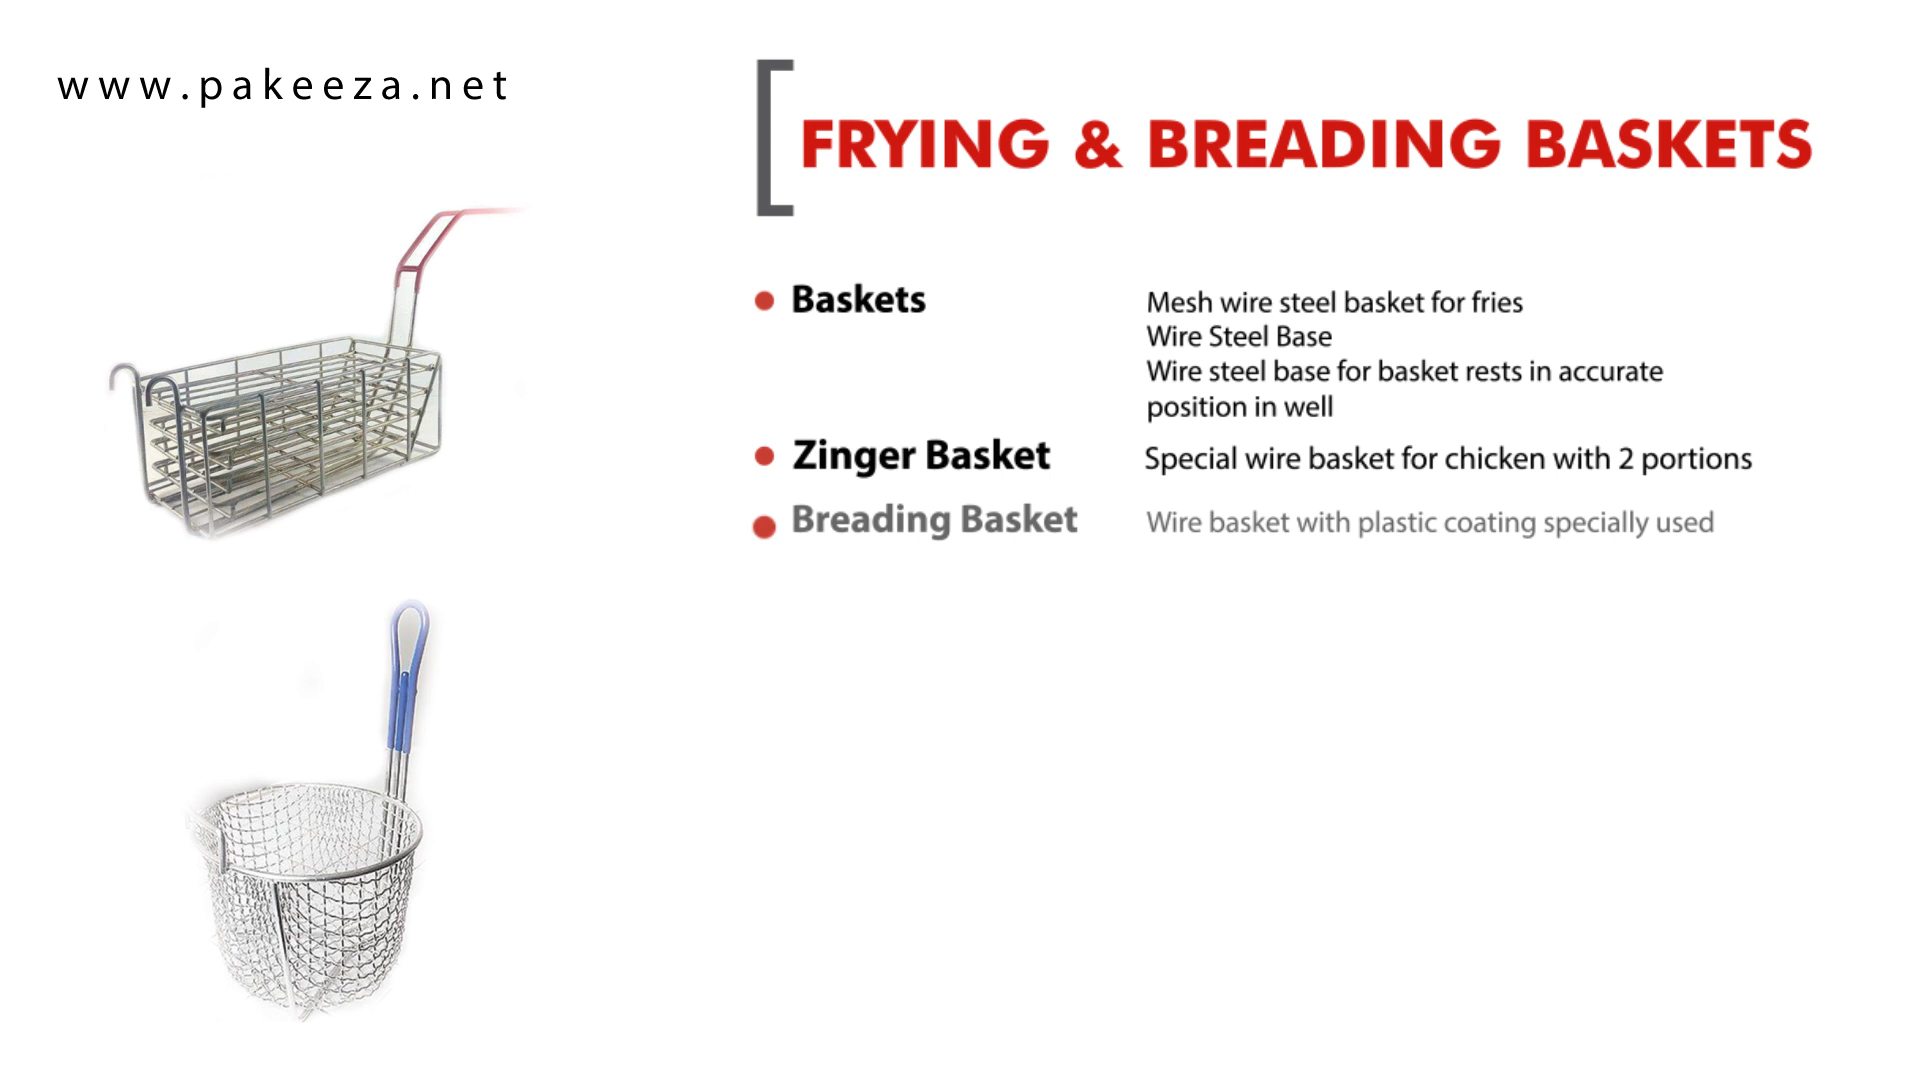 www.pakeeza.net
FRYING & BREADING BASKETS
Baskets
Mesh wire steel basket for fries
Wire Steel Base
Wire steel base for basket rests in accurate
position in well
Zinger Basket
Special wire basket for chicken with 2 portions
Breading Basket
Wire basket with plastic coating specially used